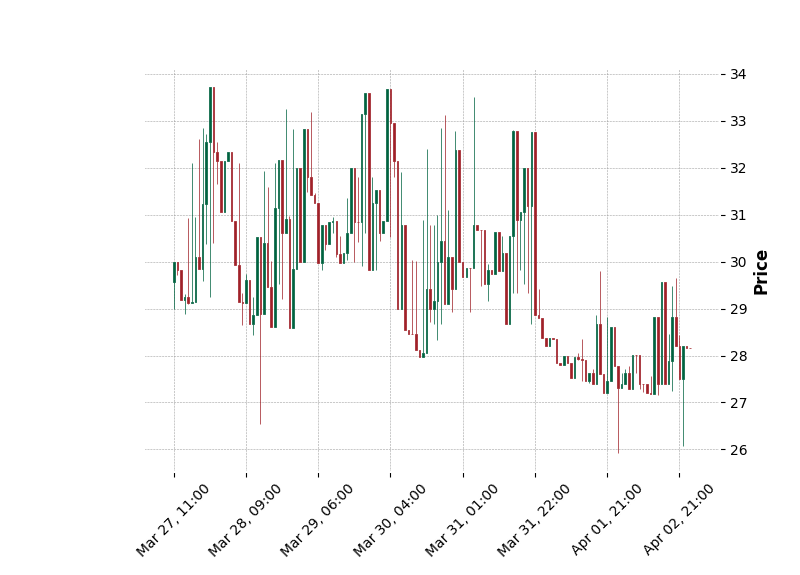 34
33
32
31
30
29
28
27
26
Price
Mar 27, 11:00
Mar 28, 09:00
Mar 29, 06:00
Mar 30, 04:00
Mar 31, 01:00
Mar 31, 22:00
Apr 01, 21:00
Apr 02, 21:00